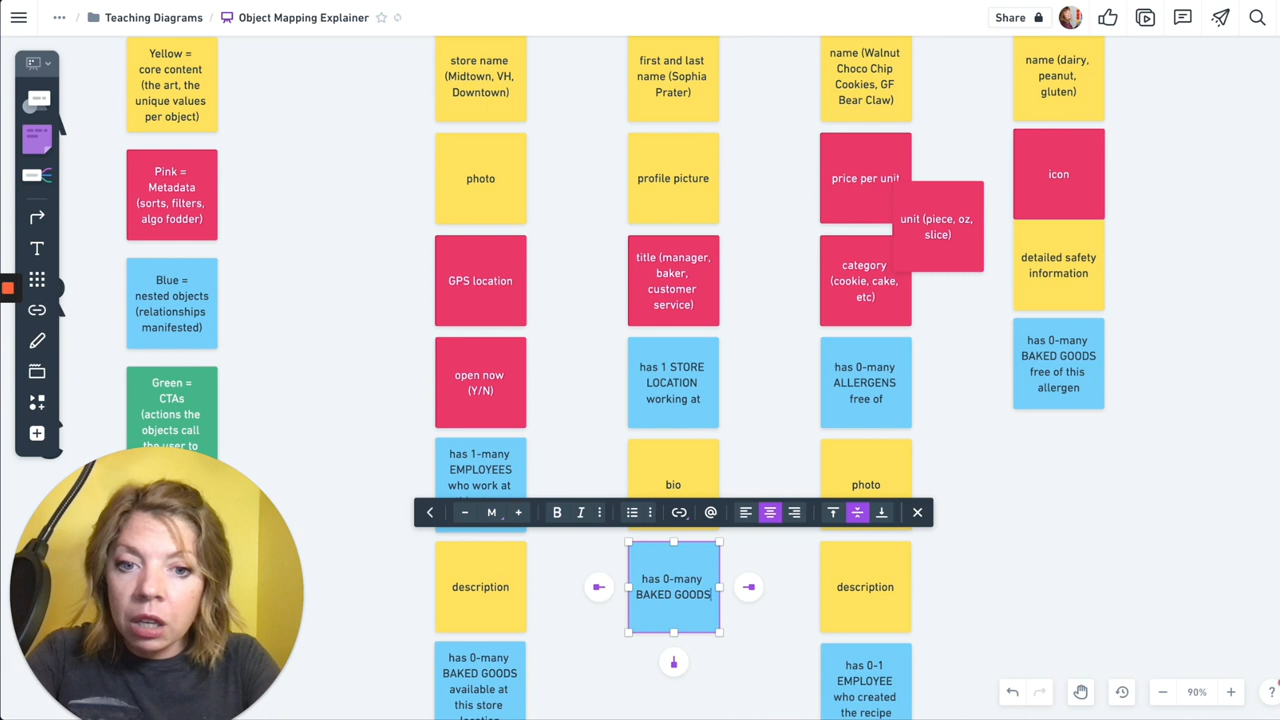 Teaching Diagrams / Object Mapping Explainer
Share
Yellow =
core content
(the art, the
unique values
per object)
Pink =
Metadata
(sorts, filters,
algo fodder)
Blue =
nested objects
(relationships
manifested)
Green =
CTAs
(actions the
objects call
the user to
store name
(Midtown, VH,
Downtown)
photo
GPS location
open now
(Y/N)
has 1-many
EMPLOYEES
who work at
description
has 0-many
BAKED GOODS
available at
this store
first and last
name (Sophia
Prater)
profile picture
title (manager,
baker,
customer
service)
has 1 STORE
LOCATION
working at
bio
M
B
I
has 0-many
BAKED GOODS
name (Walnut
Choco Chip
Cookies, GF
Bear Claw)
price per unit
unit (piece, oz,
slice)
category
(cookie, cake,
etc)
has 0-many
ALLERGENS
free of
photo
description
has 0-1
EMPLOYEE
who created
the recipe
name (dairy,
peanut,
gluten)
icon
detailed safety
information
has 0-many
BAKED GOODS
free of this
allergen
90%
?